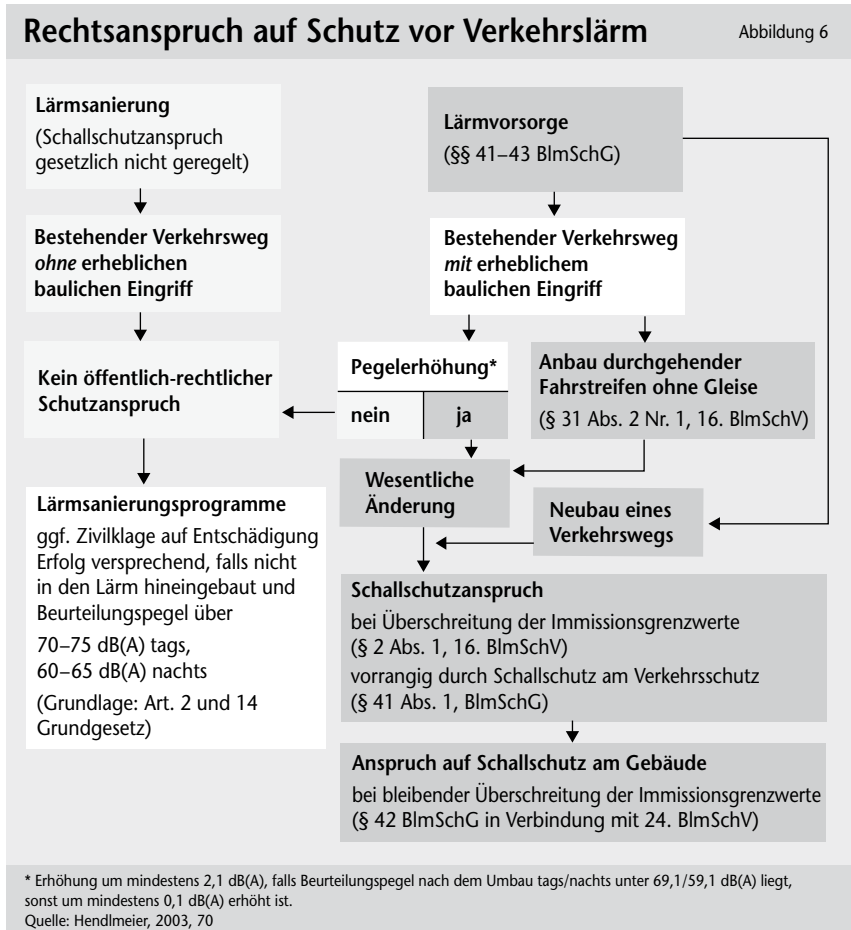 Rechtsanspruch auf Schutz vor Verkehrslärm
Abbildung 6
Lärmsanierung
(Schallschutzanspruch
gesetzlich nicht geregelt)
Bestehender Verkehrsweg
ohne erheblichen
baulichen Eingriff
Kein öffentlich-rechtlicher
Schutzanspruch
Lärmsanierungsprogramme
ggf. Zivilklage auf Entschädigung
Erfolg versprechend, falls nicht
in den Lärm hineingebaut und
Beurteilungspegel über
70–75 dB(A) tags,
60–65 dB(A) nachts
(Grundlage: Art. 2 und 14
Grundgesetz)
Lärmvorsorge
(§§ 41–43 BlmSchG)
Bestehender Verkehrsweg
mit erheblichem
baulichen Eingriff
Pegelerhöhung*
nein
ja
Anbau durchgehender
Fahrstreifen ohne Gleise
(§ 31 Abs. 2 Nr. 1, 16. BlmSchV)
Wesentliche
Änderung
Neubau eines
Verkehrswegs
Schallschutzanspruch
bei Überschreitung der Immissionsgrenzwerte
(§ 2 Abs. 1, 16. BlmSchV)
vorrangig durch Schallschutz am Verkehrsschutz
(§ 41 Abs. 1, BlmSchG)
Anspruch auf Schallschutz am Gebäude
bei bleibender Überschreitung der Immissionsgrenzwerte
(§ 42 BlmSchG in Verbindung mit 24. BlmSchV)
* Erhöhung um mindestens 2,1 dB(A), falls Beurteilungspegel nach dem Umbau tags/nachts unter 69,1/59,1 dB(A) liegt,
sonst um mindestens 0,1 dB(A) erhöht ist.
Quelle: Hendlmeier, 2003, 70